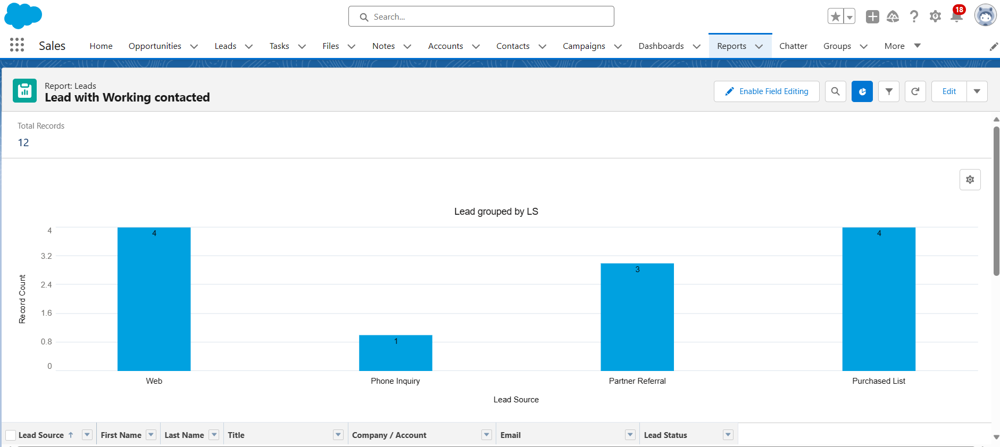 Search...
18
Sales
Home
Opportunities
Leads
Tasks
Files
Notes
Accounts
Contacts
Campaigns
Dashboards
Reports
Chatter
Groups
More
Report: Leads
Lead with Working contacted
Enable Field Editing
Edit
Total Records
12
Lead grouped by LS
Record Count
4
3.2
2.4
1.6
0.8
0
4
1
3
4
Web
Phone Inquiry
Partner Referral
Purchased List
Lead Source
Lead Source
First Name
Last Name
Title
Company / Account
Email
Lead Status